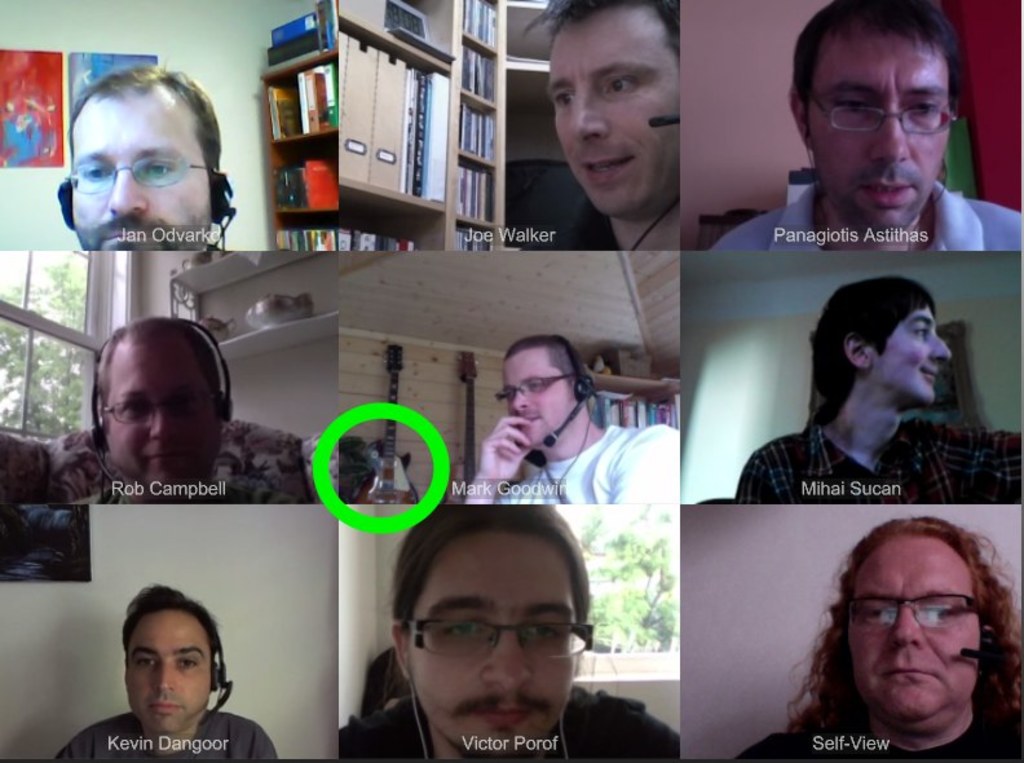 Jan Odvarko
Joe Walker
Panagiotis Astithas
Rob Campbell
Mark Goodwin
Mihai Sucan
Kevin Dangoor
Victor Porof
Self-View